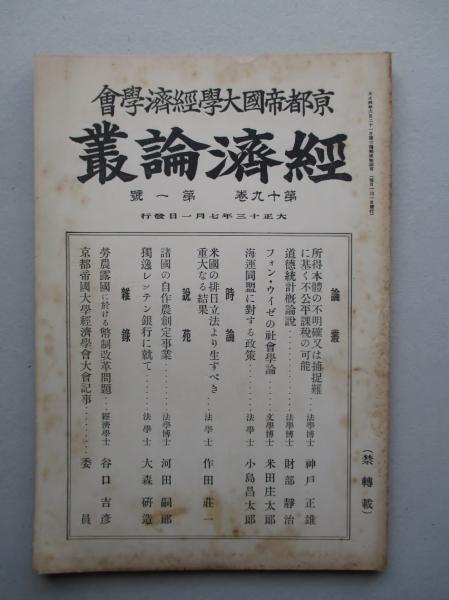 京都帝國大學經濟學會
經濟論叢
第十九卷 第一號
大正十三年七月一日發行
論叢
所得本體の不明確又は捕捉難
に基く不公平課税の可能・・・・法學博士 神戶正雄
道德統計概論說・・・・・・・・法學博士 財部靜治
フォン・ウイゼの社會學論・・・・文學博士 米田庄太郎
海運同盟に對する政策・・・・・・法學士 小島昌太郎
時論
米國の排日立法より生すべき
重大なる結果・・・・・・・・法學士 作田莊一
說苑
諸國の自作農創定事業・・・・・・法學博士 河田嗣郎
獨逸レンテン銀行に就て・・・・・・法學士 大森硏造
雜錄
勞農露國に於ける幣制改革問題・・・經濟學士 谷口吉彥
京都帝國大學經濟學會大會記事・・・・・・・・委員
(禁轉載)